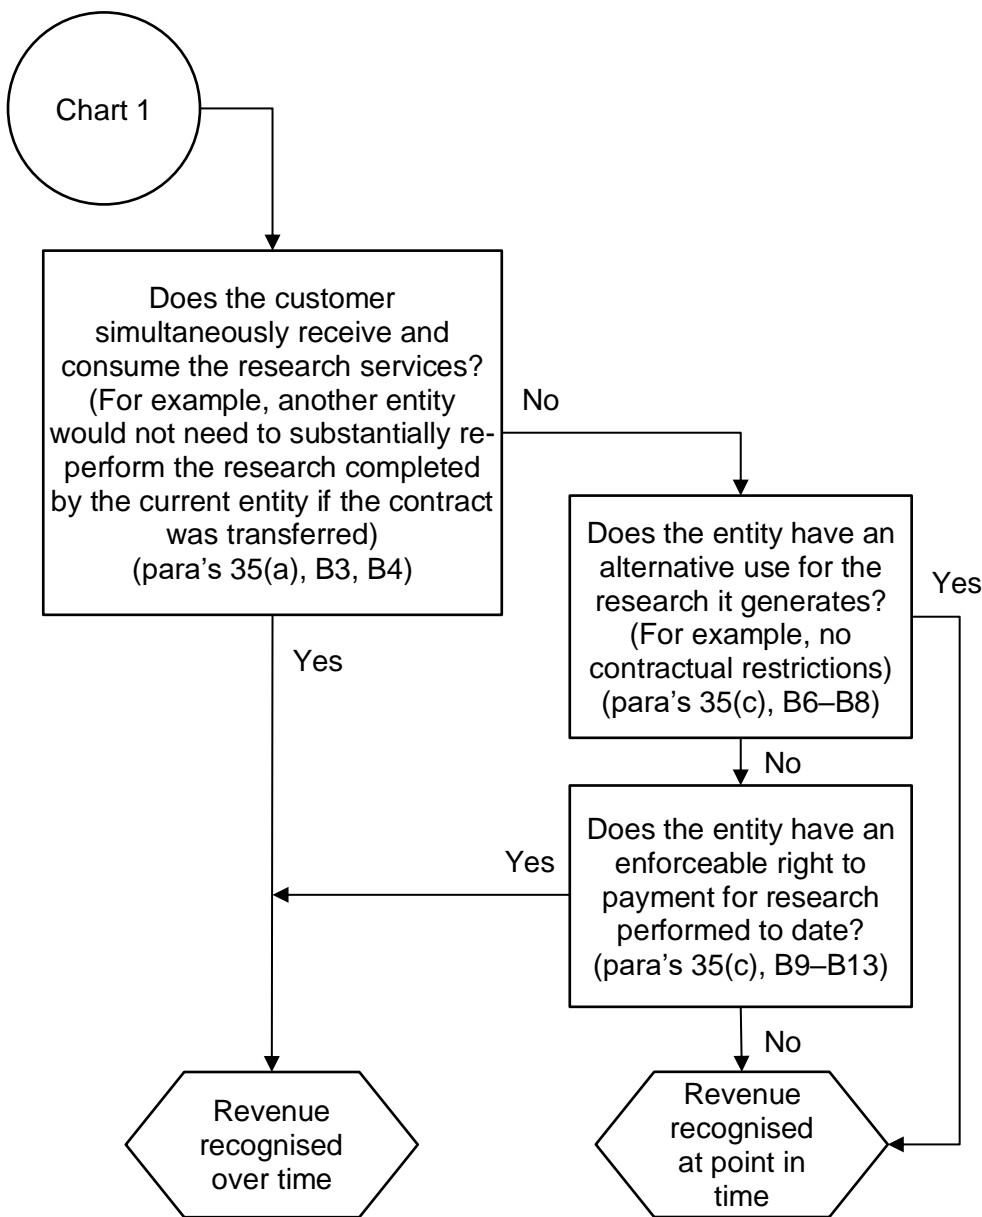 Chart 1
Does the customer
simultaneously receive and
consume the research services?
(For example, another entity
would not need to substantially re-
perform the research completed
by the current entity if the contract
was transferred)
(para's 35(a), B3, B4)
No
Does the entity have an
alternative use for the
research it generates?
(For example, no
contractual restrictions)
(para's 35(c), B6–B8)
Yes
Yes
No
Does the entity have an
enforceable right to
payment for research
performed to date?
(para's 35(c), B9–B13)
Yes
No
Revenue
recognised
over time
Revenue
recognised
at point in
time